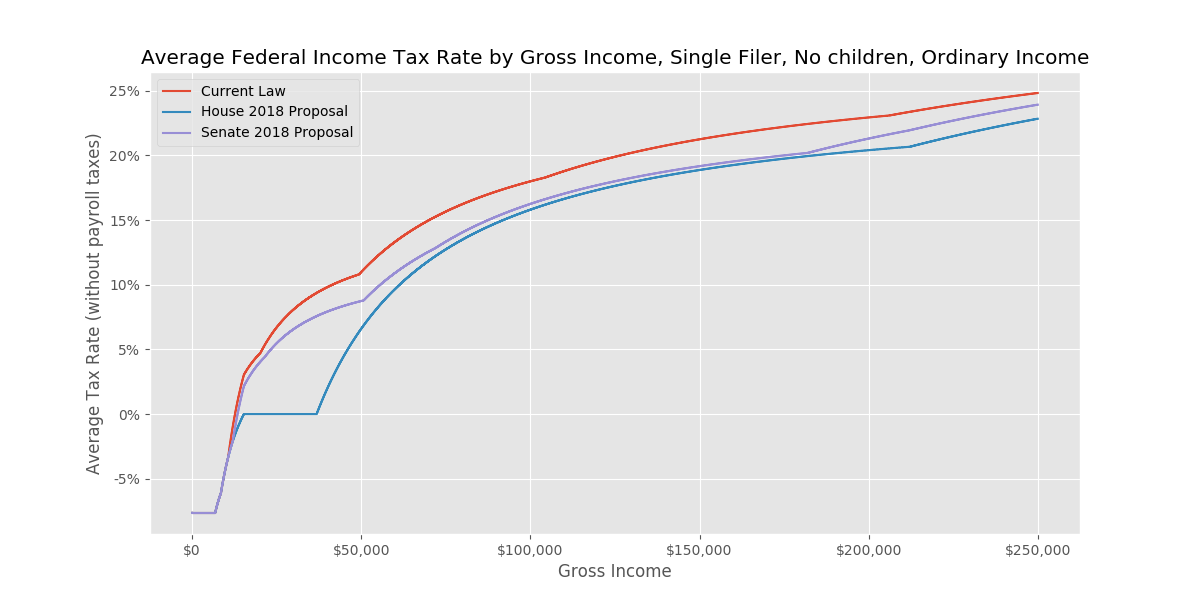 Average Federal Income Tax Rate by Gross Income, Single Filer, No children, Ordinary Income
Current Law
House 2018 Proposal
Senate 2018 Proposal
25%
20%
15%
10%
5%
0%
-5%
Average Tax Rate (without payroll taxes)
$0
$50,000
$100,000
$150,000
$200,000
$250,000
Gross Income